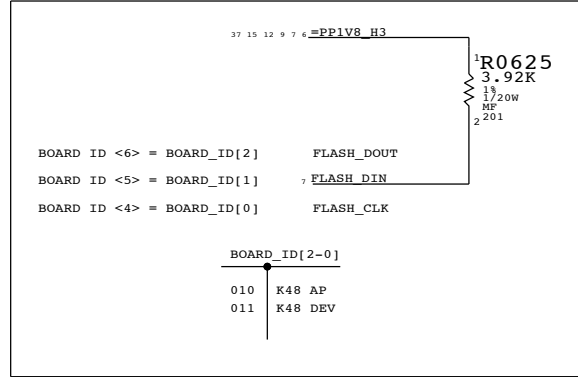 37 15 12 9 7 6 =PP1V8_H3
1
R0625
3.92K
1%
1/20W
MF
201
2
BOARD ID <6> = BOARD_ID[2] FLASH_DOUT
BOARD ID <5> = BOARD_ID[1] 7 FLASH_DIN
BOARD ID <4> = BOARD_ID[0] FLASH_CLK
BOARD_ID[2-0]
010 K48 AP
011 K48 DEV